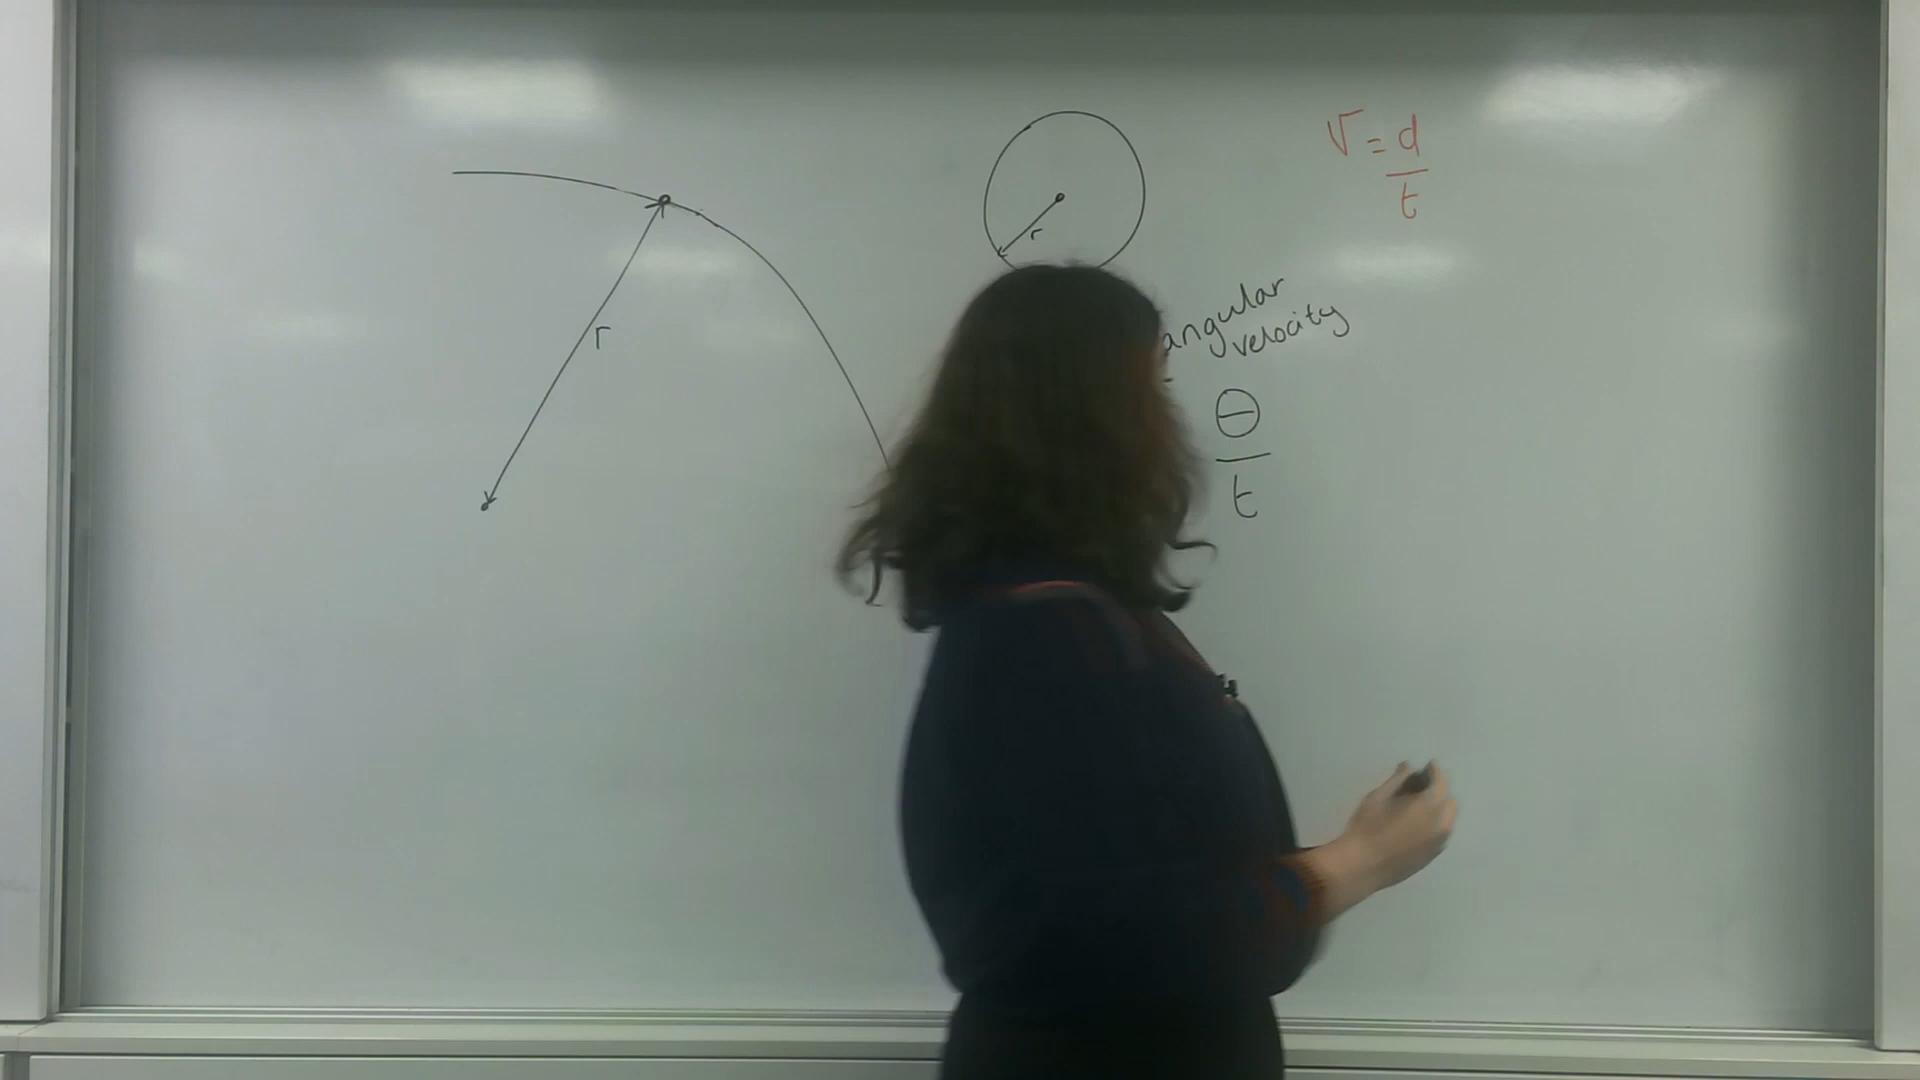 r
r
v = d
t
angular
velocity
θ
t